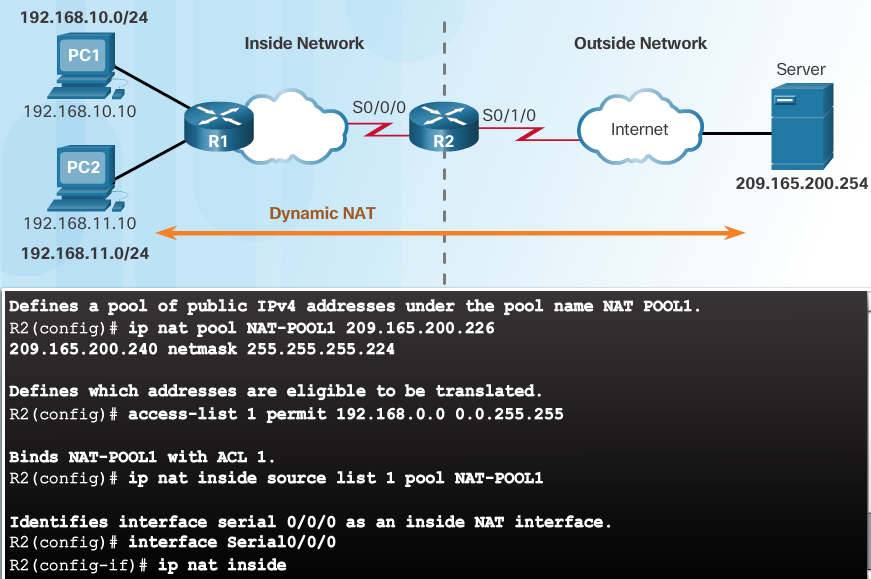 192.168.10.0/24
PC1
192.168.10.10
PC2
192.168.11.10
192.168.11.0/24
Inside Network
Outside Network
R1
S0/0/0
R2
S0/1/0
Internet
Server
209.165.200.254
Dynamic NAT
Defines a pool of public IPv4 addresses under the pool name NAT POOL1.
R2(config)# ip nat pool NAT-POOL1 209.165.200.226
209.165.200.240 netmask 255.255.255.224
Defines which addresses are eligible to be translated.
R2(config)# access-list 1 permit 192.168.0.0 0.0.255.255
Binds NAT-POOL1 with ACL 1.
R2(config)# ip nat inside source list 1 pool NAT-POOL1
Identifies interface serial 0/0/0 as an inside NAT interface.
R2(config)# interface Serial0/0/0
R2(config-if)# ip nat inside